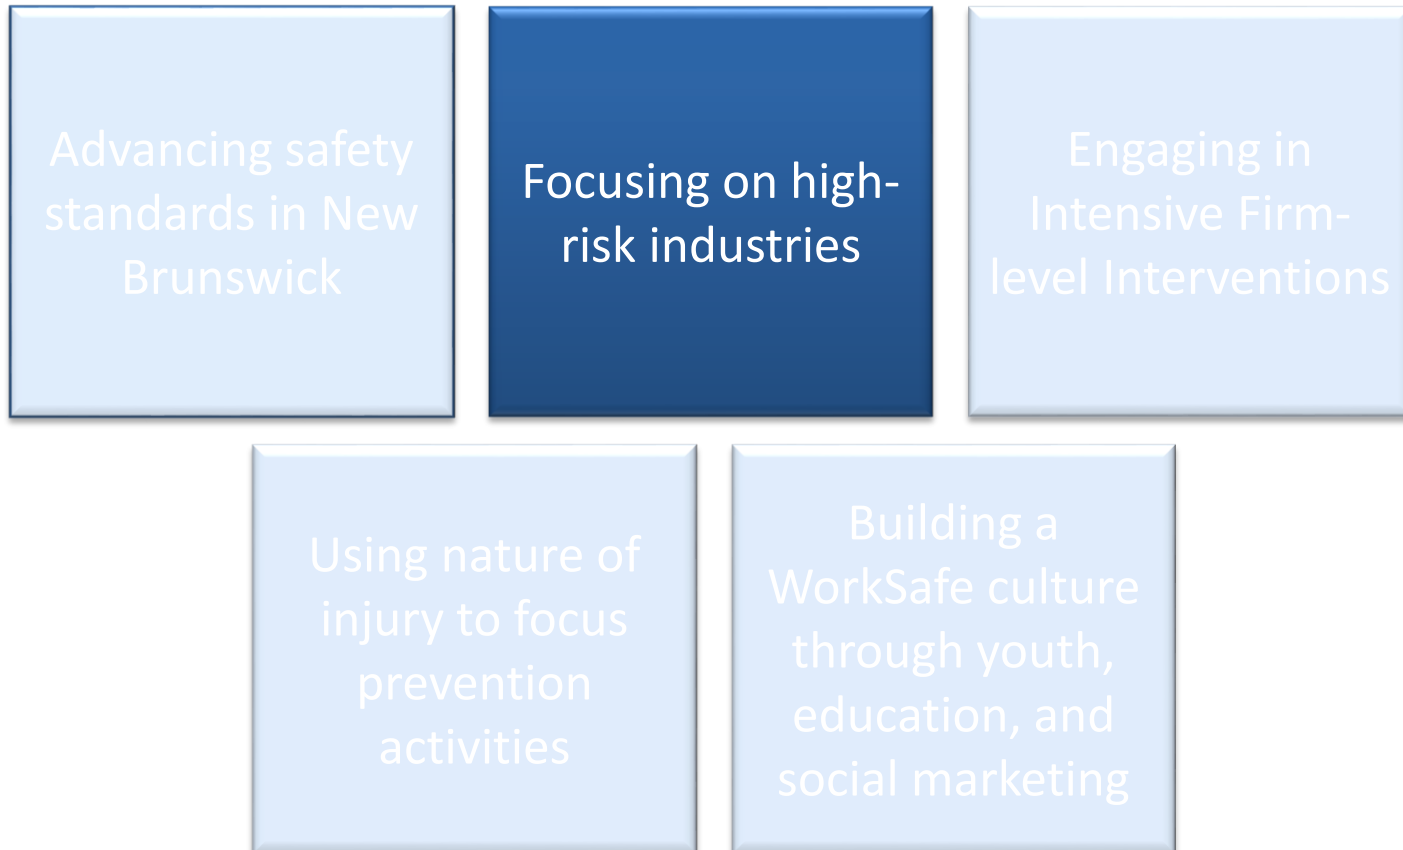 Advancing safety
standards in New
Brunswick
Focusing on high-
risk industries
Engaging in
Intensive Firm-
level Interventions
Using nature of
injury to focus
prevention
activities
Building a
WorkSafe culture
through youth,
education, and
social marketing